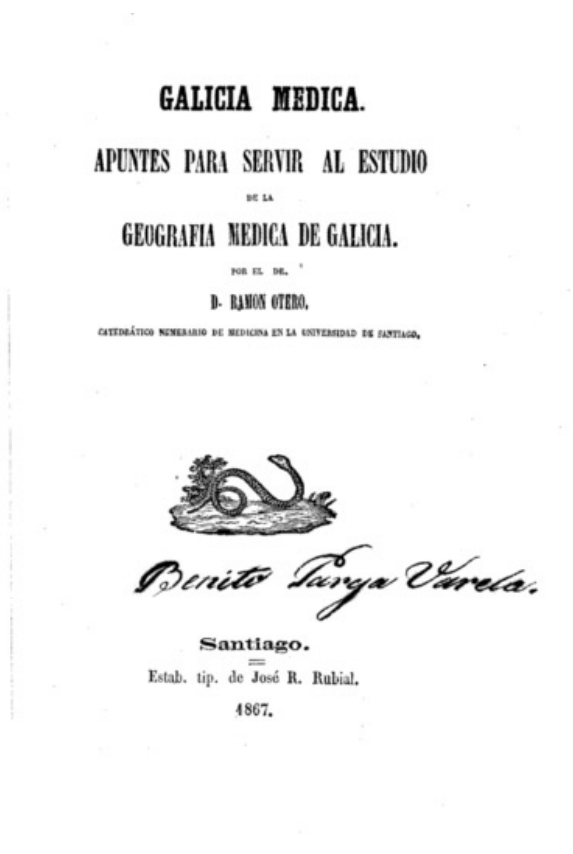 GALICIA MEDICA.
APUNTES PARA SERVIR AL ESTUDIO
DE LA
GEOGRAFIA MEDICA DE GALICIA.
POR EL DR.
D. RAMON OTERO,
CATEDRÁTICO NUMERARIO DE MEDICINA EN LA UNIVERSIDAD DE SANTIAGO.
Benito Parga Varela.
Santiago.
Estab. tip. de José R. Rubial.
1867.